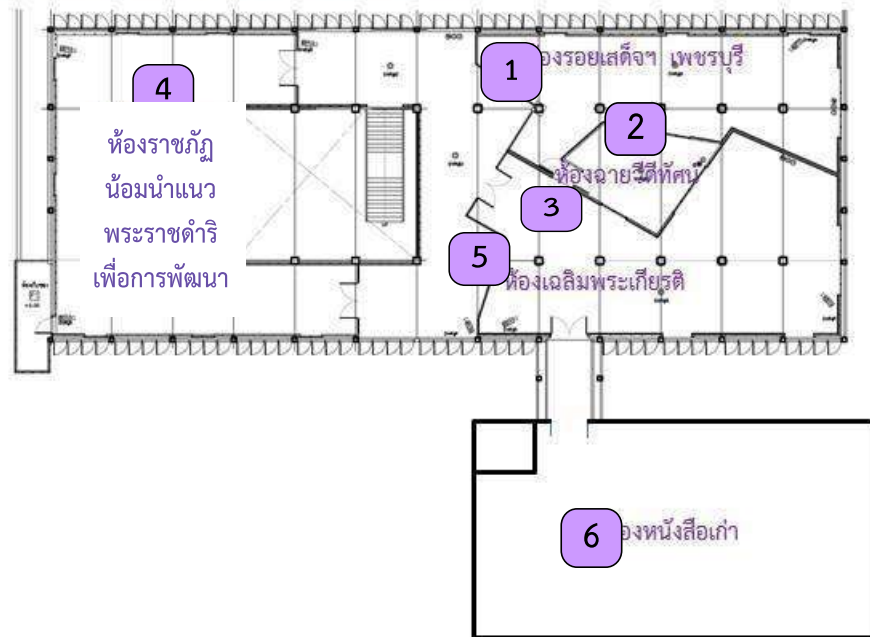 1
องรอยเสด็จฯ เพชรบุรี
4
2
ห้องราชภัฏ
น้อมนำแนว
พระราชดำริ
เพื่อการพัฒนา
ห้องฉายวีดีทัศน์
3
5
ห้องเฉลิมพระเกียรติ
6
องหนังสือเก่า